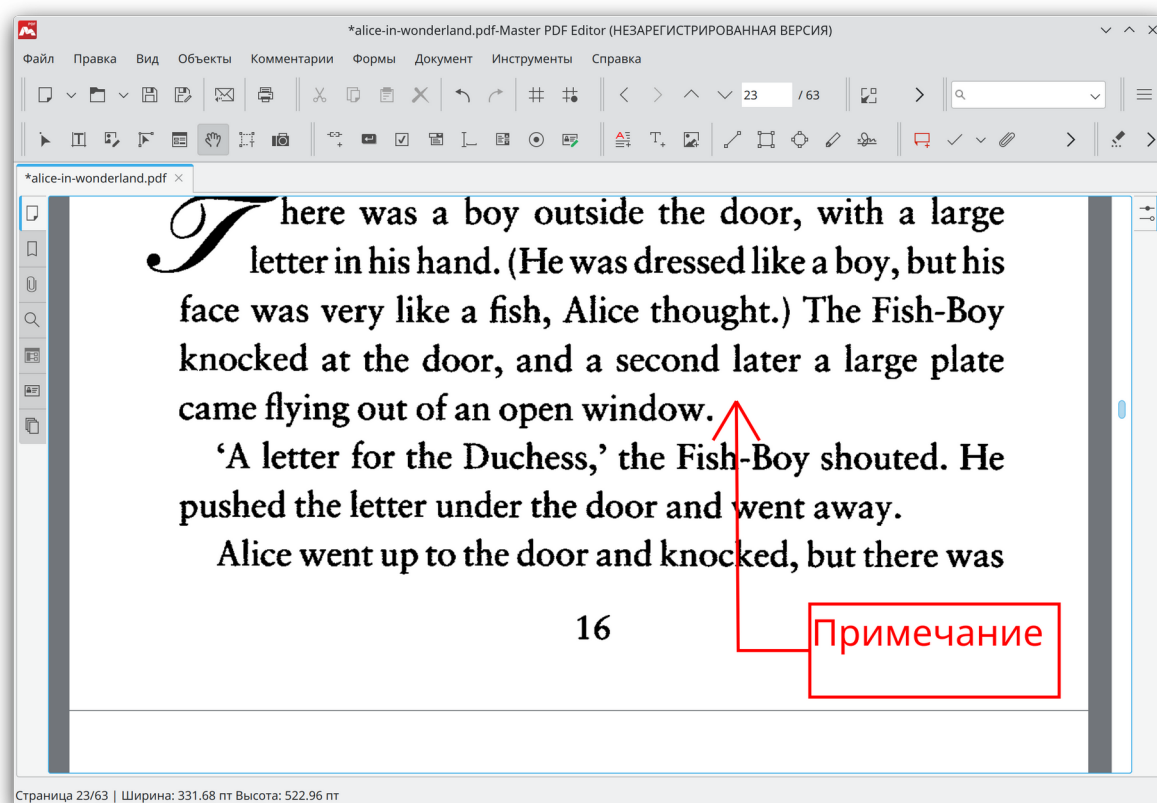 *alice-in-wonderland.pdf-Master PDF Editor (НЕЗАРЕГИСТРИРОВАННАЯ ВЕРСИЯ)
Файл Правка Вид Объекты Комментарии Формы Документ Инструменты Справка
23 / 63
*alice-in-wonderland.pdf
There was a boy outside the door, with a large
letter in his hand. (He was dressed like a boy, but his
face was very like a fish, Alice thought.) The Fish-Boy
knocked at the door, and a second later a large plate
came flying out of an open window.
‘A letter for the Duchess,’ the Fish-Boy shouted. He
pushed the letter under the door and went away.
Alice went up to the door and knocked, but there was
16
Примечание
Страница 23/63 | Ширина: 331.68 пт Высота: 522.96 пт